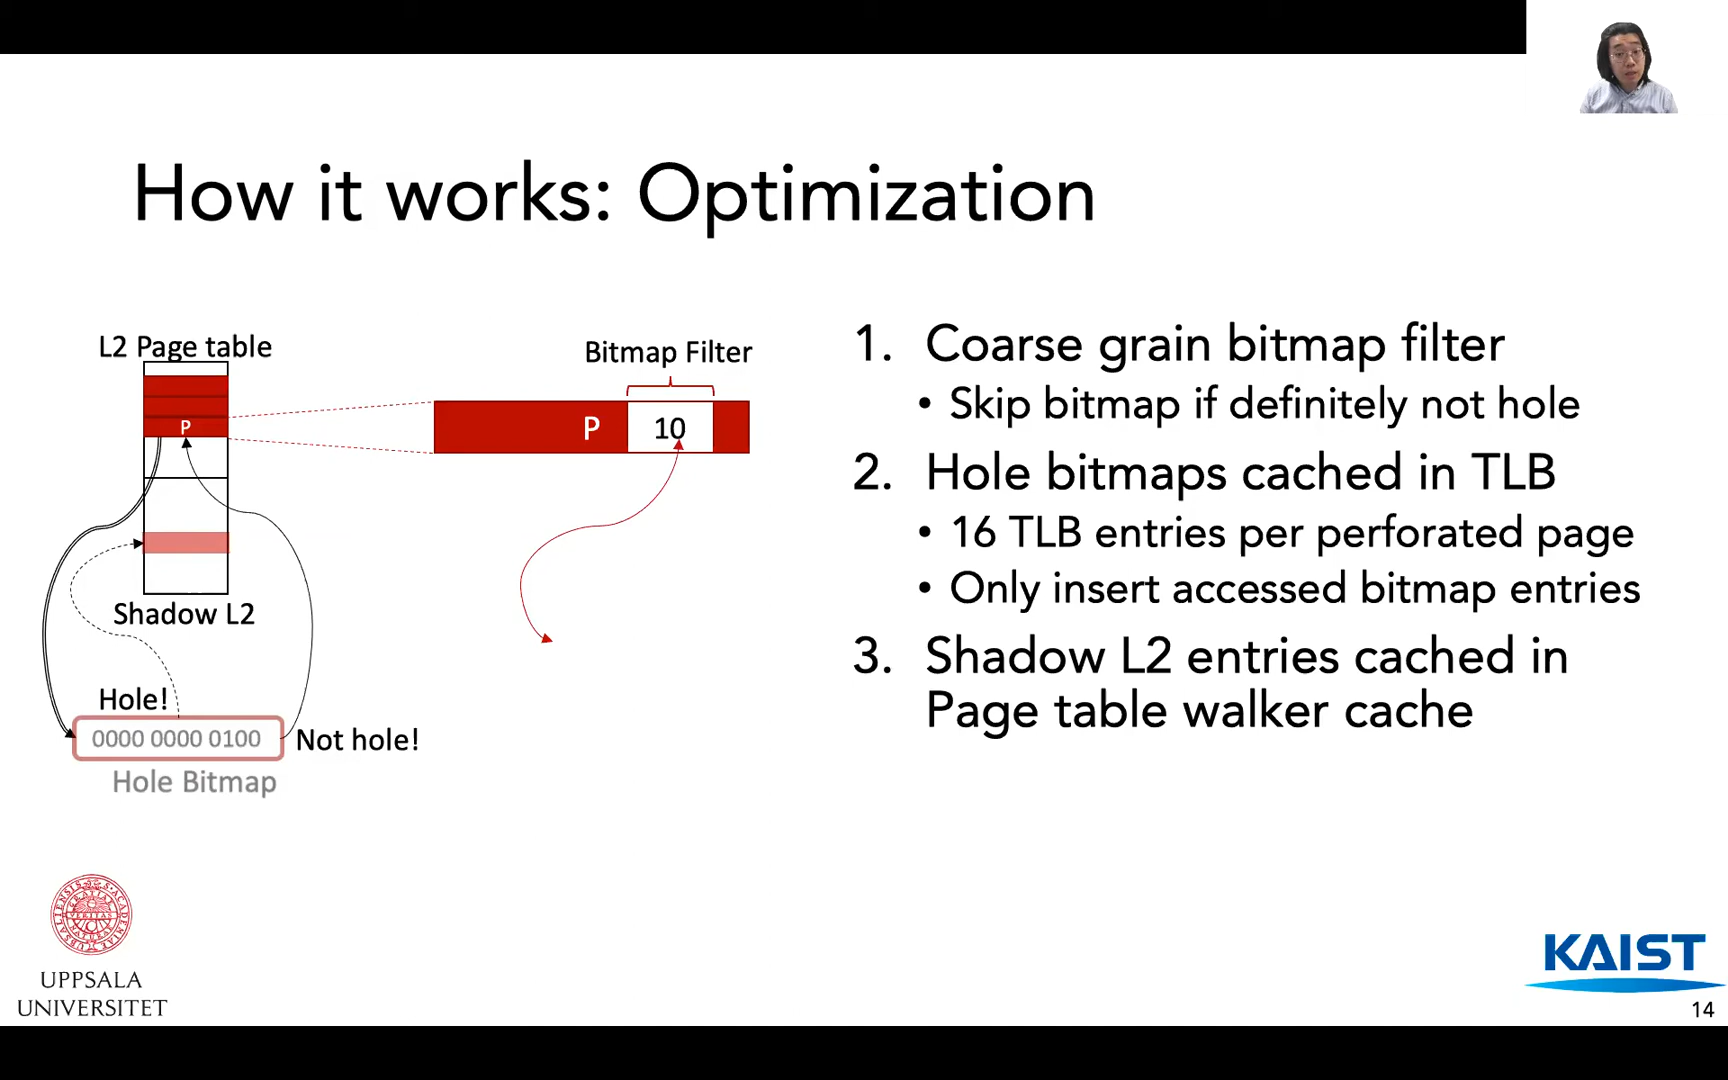 How it works: Optimization
L2 Page table
P
Shadow L2
Hole!
0000 0000 0100
Not hole!
Hole Bitmap
Bitmap Filter
P
10
1. Coarse grain bitmap filter
• Skip bitmap if definitely not hole
2. Hole bitmaps cached in TLB
• 16 TLB entries per perforated page
• Only insert accessed bitmap entries
3. Shadow L2 entries cached in
Page table walker cache
UPPSALA
UNIVERSITET
KAIST
14